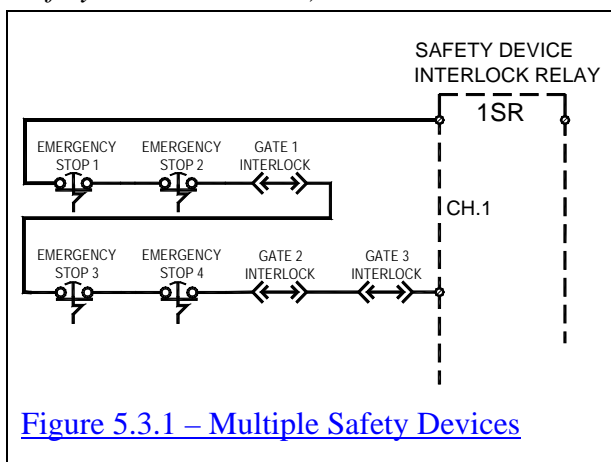 SAFETY DEVICE
INTERLOCK RELAY
1SR
EMERGENCY
STOP 1
EMERGENCY
STOP 2
GATE 1
INTERLOCK
CH.1
EMERGENCY
STOP 3
EMERGENCY
STOP 4
GATE 2
INTERLOCK
GATE 3
INTERLOCK
Figure 5.3.1 – Multiple Safety Devices